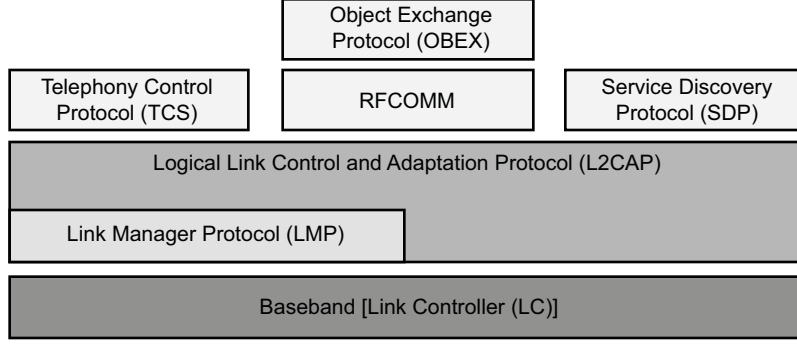 Object Exchange
Protocol (OBEX)
Telephony Control
Protocol (TCS)
RFCOMM
Service Discovery
Protocol (SDP)
Logical Link Control and Adaptation Protocol (L2CAP)
Link Manager Protocol (LMP)
Baseband [Link Controller (LC)]